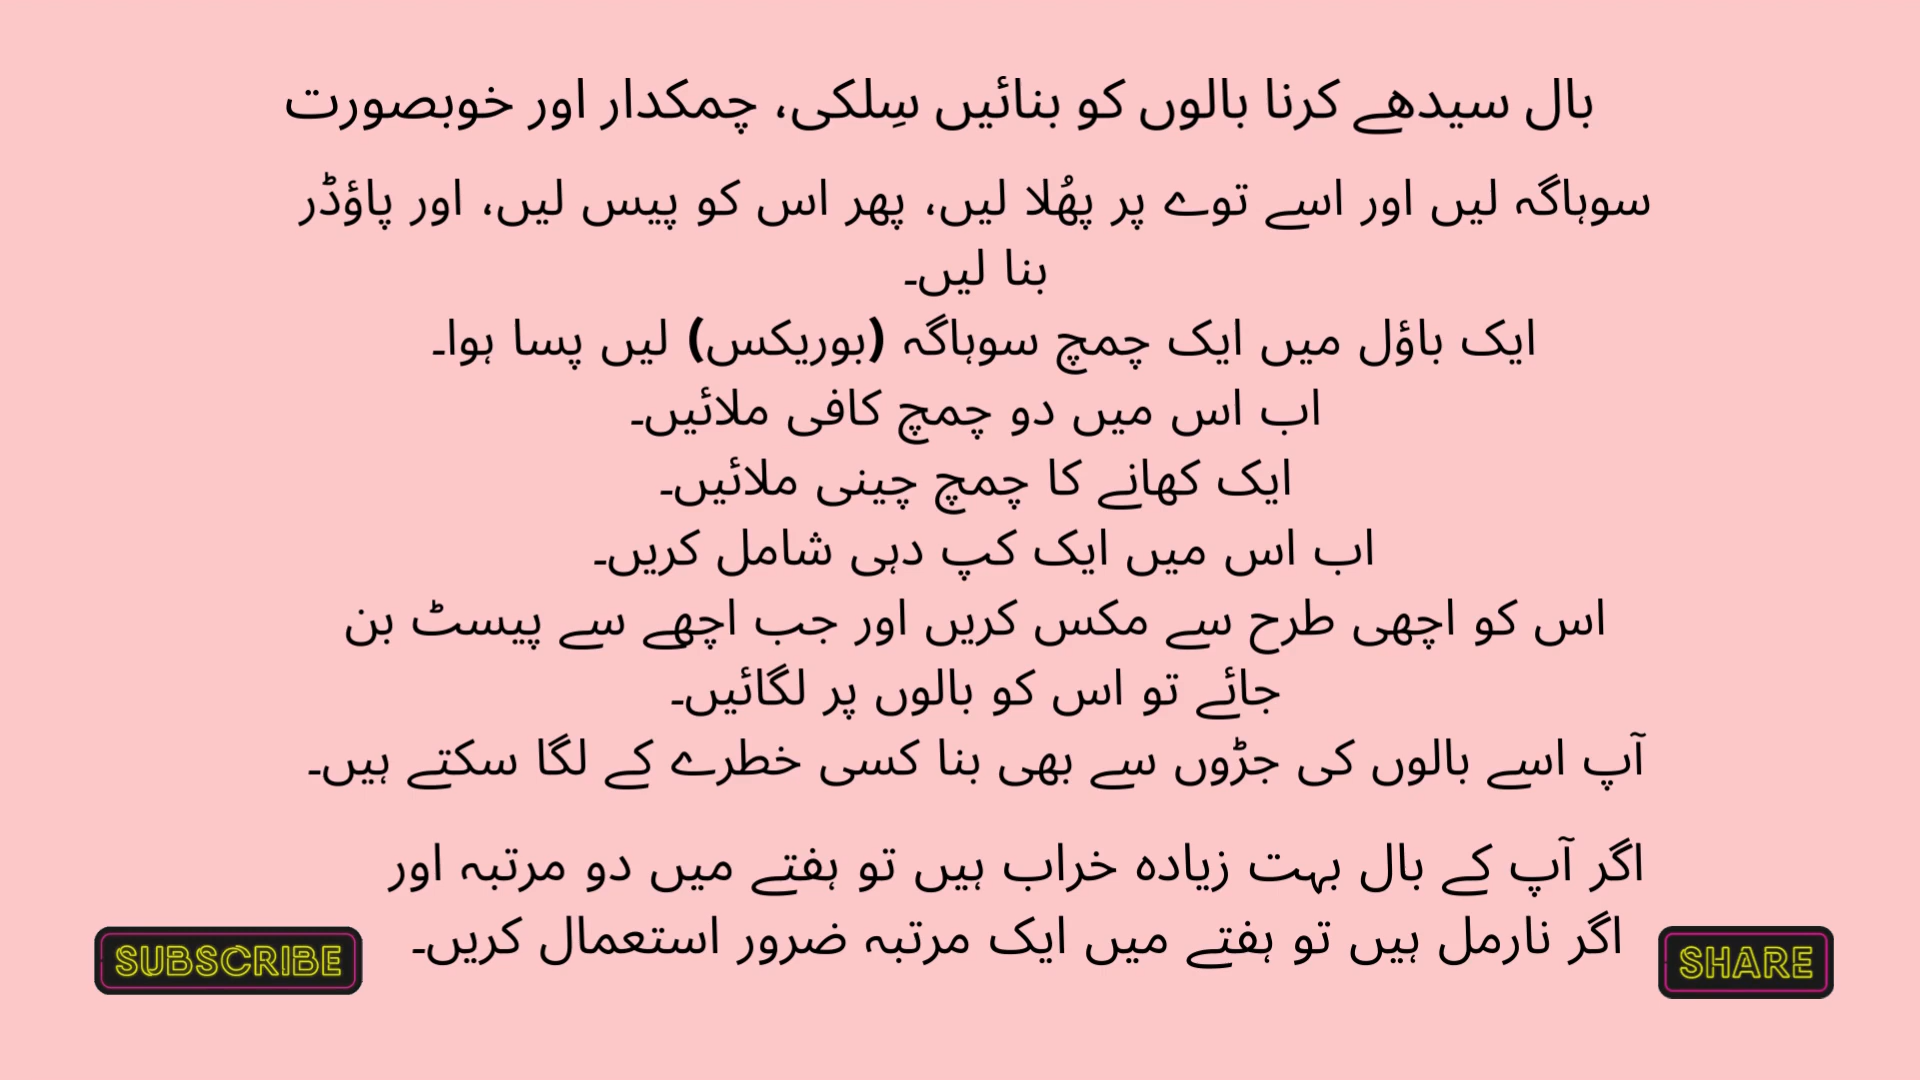 بال سیدھے کرنا بالوں کو بنائیں سِلکی، چمکدار اور خوبصورت
سوہاگہ لیں اور اسے توے پر پھُلا لیں، پھر اس کو پیس لیں، اور پاؤڈر
بنا لیں۔
ایک باؤل میں ایک چمچ سوہاگہ (بوریکس) لیں پسا ہوا۔
اب اس میں دو چمچ کافی ملائیں۔
ایک کھانے کا چمچ چینی ملائیں۔
اب اس میں ایک کپ دہی شامل کریں۔
اس کو اچھی طرح سے مکس کریں اور جب اچھے سے پیسٹ بن
جائے تو اس کو بالوں پر لگائیں۔
آپ اسے بالوں کی جڑوں سے بھی بنا کسی خطرے کے لگا سکتے ہیں۔
اگر آپ کے بال بہت زیادہ خراب ہیں تو ہفتے میں دو مرتبہ اور
اگر نارمل ہیں تو ہفتے میں ایک مرتبہ ضرور استعمال کریں۔
SUBSCRIBE
SHARE